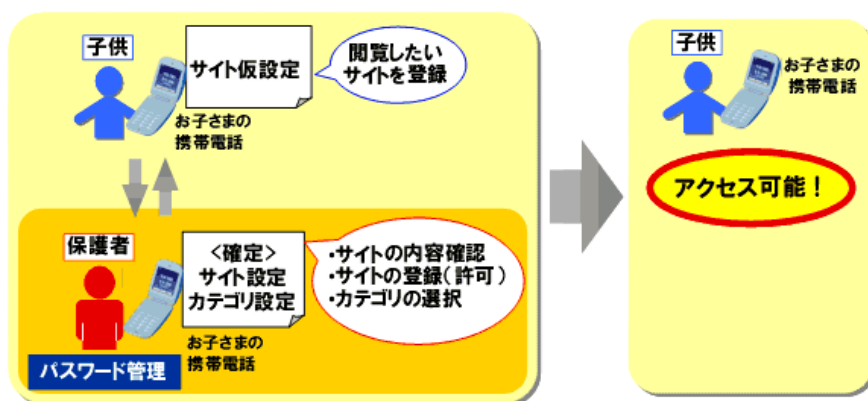 子供
サイト仮設定
閲覧したい
サイトを登録
お子さまの
携帯電話
保護者
<確定>
サイト設定
カテゴリ設定
・サイトの内容確認
・サイトの登録(許可)
・カテゴリの選択
お子さまの
携帯電話
パスワード管理
子供
お子さまの
携帯電話
アクセス可能!